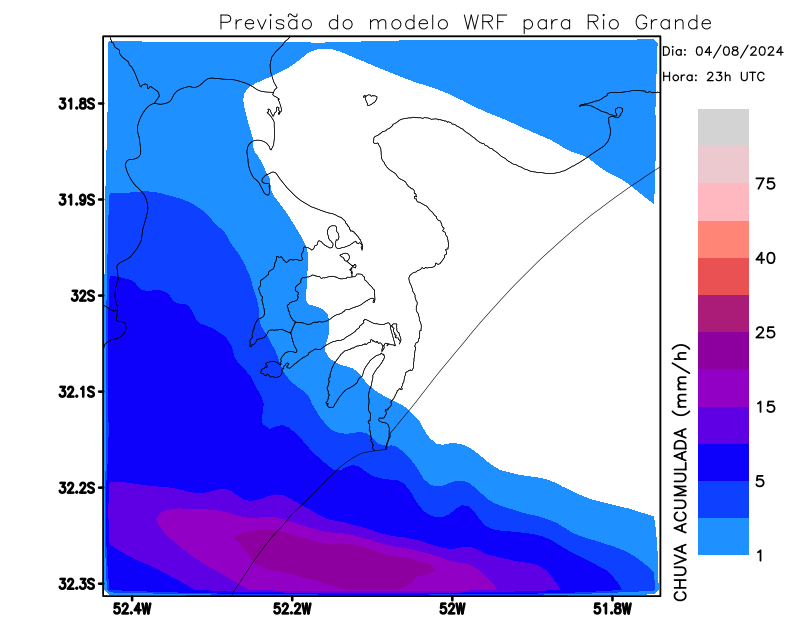 Previsão do modelo WRF para Rio Grande
Dia: 04/08/2024
Hora: 23h UTC
31.8S
31.9S
32S
32.1S
32.2S
32.3S
52.4W
52.2W
52W
51.8W
75
40
25
15
5
1
CHUVA ACUMULADA (mm/h)